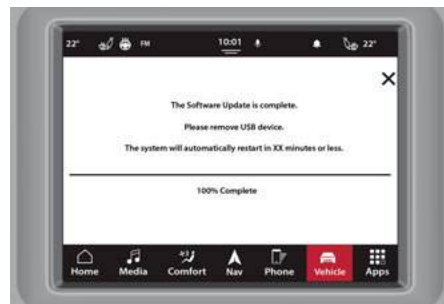 22° FM 10:01 22°
The Software Update is complete.
Please remove USB device.
The system will automatically restart in XX minutes or less.
100% Complete
Home Media Comfort Nav Phone Vehicle Apps